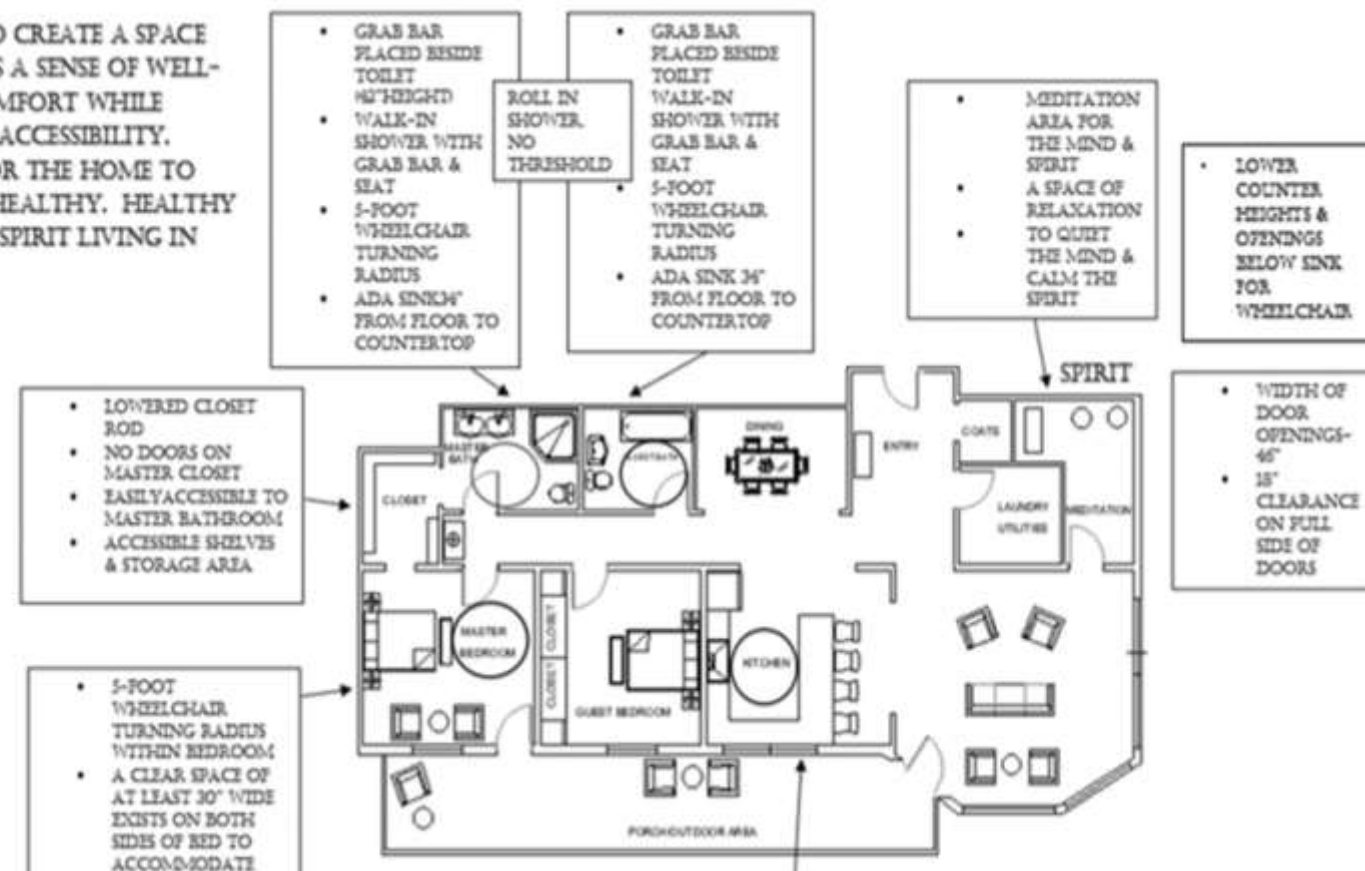 O CREATE A SPACE
S A SENSE OF WELL-
MFORT WHILE
ACCESSIBILITY.
OR THE HOME TO
HEALTHY. HEALTHY
SPIRIT LIVING IN
• GRAB BAR
PLACED BESIDE
TOILET
HEIGHT)
• WALK-IN
SHOWER WITH
GRAB BAR &
SEAT
• 5-FOOT
WHEELCHAIR
TURNING
RADIUS
• ADA SINK
FROM FLOOR TO
COUNTERTOP
ROLL IN
SHOWER,
NO
THRESHOLD
• GRAB BAR
PLACED BESIDE
TOILET
WALK-IN
SHOWER WITH
GRAB BAR &
SEAT
• 5-FOOT
WHEELCHAIR
TURNING
RADIUS
• ADA SINK
FROM FLOOR TO
COUNTERTOP
• MEDITATION
AREA FOR
THE MIND &
SPIRIT
• A SPACE OF
RELAXATION
• TO QUIET
THE MIND &
CALM THE
SPIRIT
• LOWER
COUNTER
HEIGHTS &
OPENINGS
BELOW SINK
FOR
WHEELCHAIR
• WIDTH OF
DOOR
OPENINGS-
46"
• 18"
CLEARANCE
ON PULL
SIDE OF
DOORS
• LOWERED CLOSET
ROD
• NO DOORS ON
MASTER CLOSET
• EASILY ACCESSIBLE TO
MASTER BATHROOM
• ACCESSIBLE SHELVES
& STORAGE AREA
• 5-FOOT
WHEELCHAIR
TURNING RADIUS
WITHIN BEDROOM
• A CLEAR SPACE OF
AT LEAST 30" WIDE
EXISTS ON BOTH
SIDES OF BED TO
ACCOMMODATE
SPIRIT
MASTER
BATH
DINING
ENTRY
COATS
CLOSET
LAUNDRY
UTILITIES
MEDITATION
MASTER
BEDROOM
CLOSET
CLOSET
GUEST BEDROOM
KITCHEN
PORCH/OUTDOOR AREA